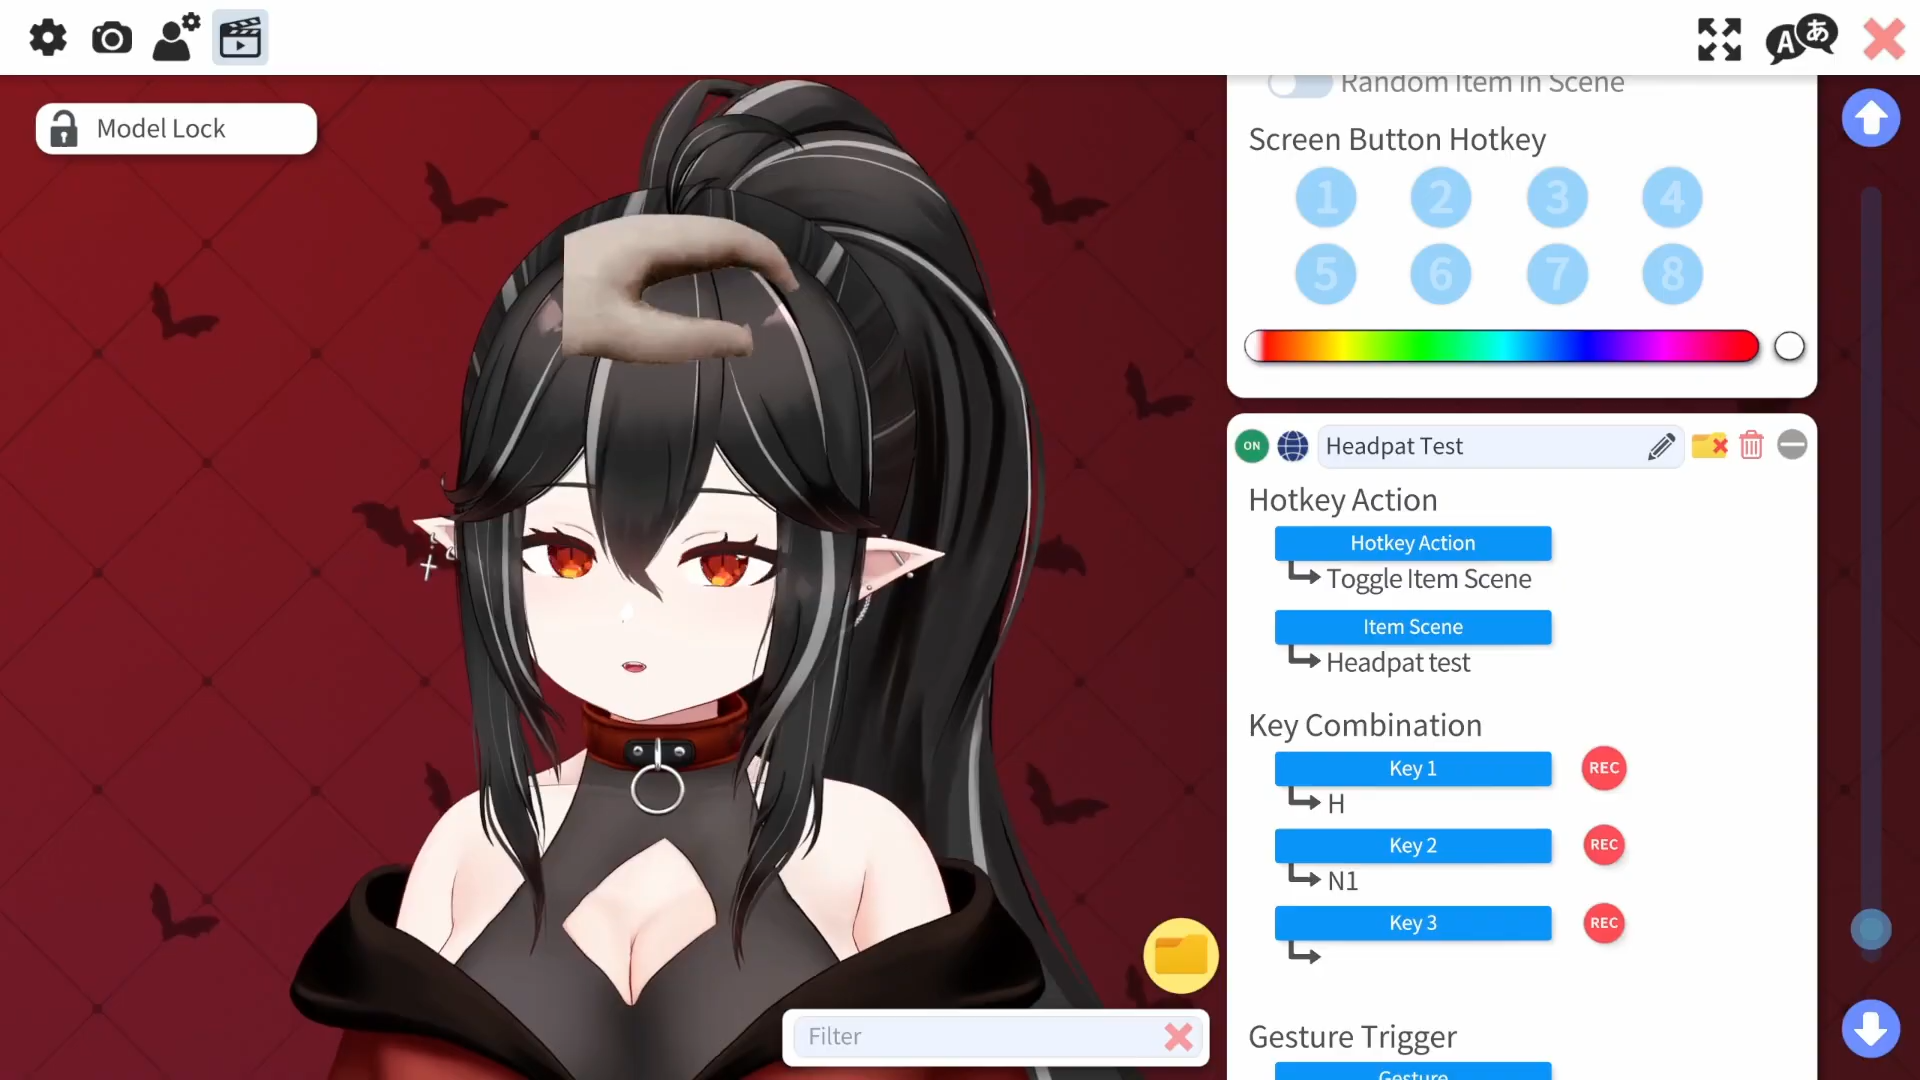 A あ
Model Lock
Random Item in Scene
Screen Button Hotkey
1 2 3 4
5 6 7 8
ON Headpat Test
Hotkey Action
Hotkey Action
Toggle Item Scene
Item Scene
Headpat test
Key Combination
Key 1 REC
H
Key 2 REC
N1
Key 3 REC
Filter
Gesture Trigger
Gesture